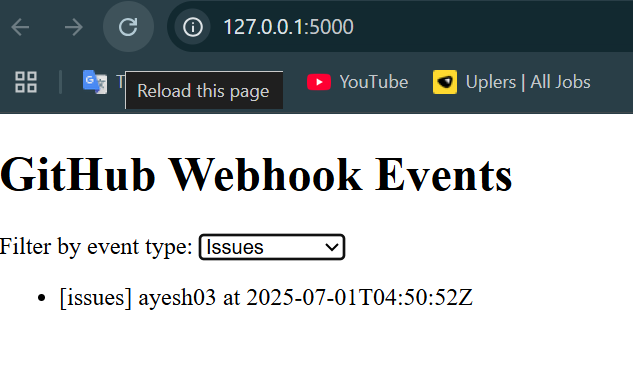 127.0.0.1:5000
T
Reload this page
YouTube
Uplers | All Jobs
GitHub Webhook Events
Filter by event type: Issues
• [issues] ayesh03 at 2025-07-01T04:50:52Z